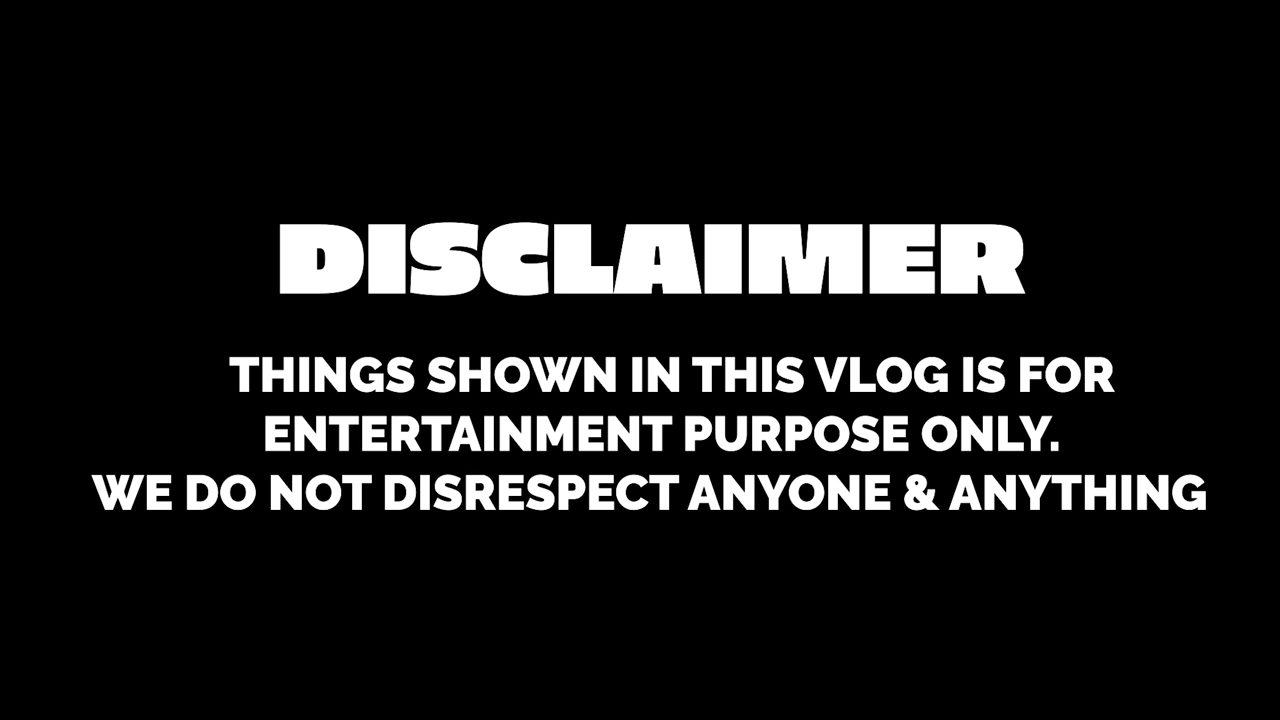 DISCLAIMER
THINGS SHOWN IN THIS VLOG IS FOR
ENTERTAINMENT PURPOSE ONLY.
WE DO NOT DISRESPECT ANYONE & ANYTHING